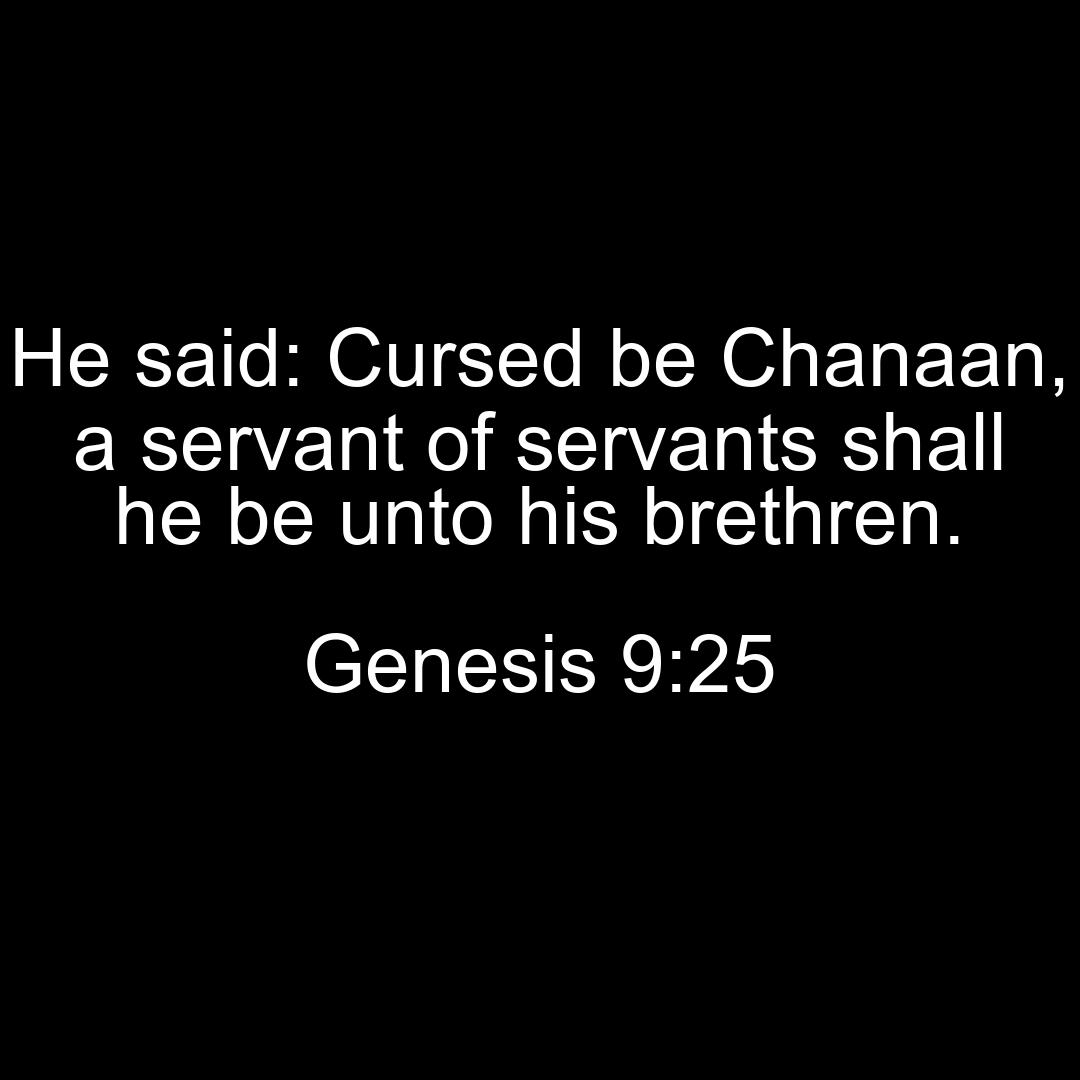 He said: Cursed be Chanaan,
a servant of servants shall
he be unto his brethren.
Genesis 9:25